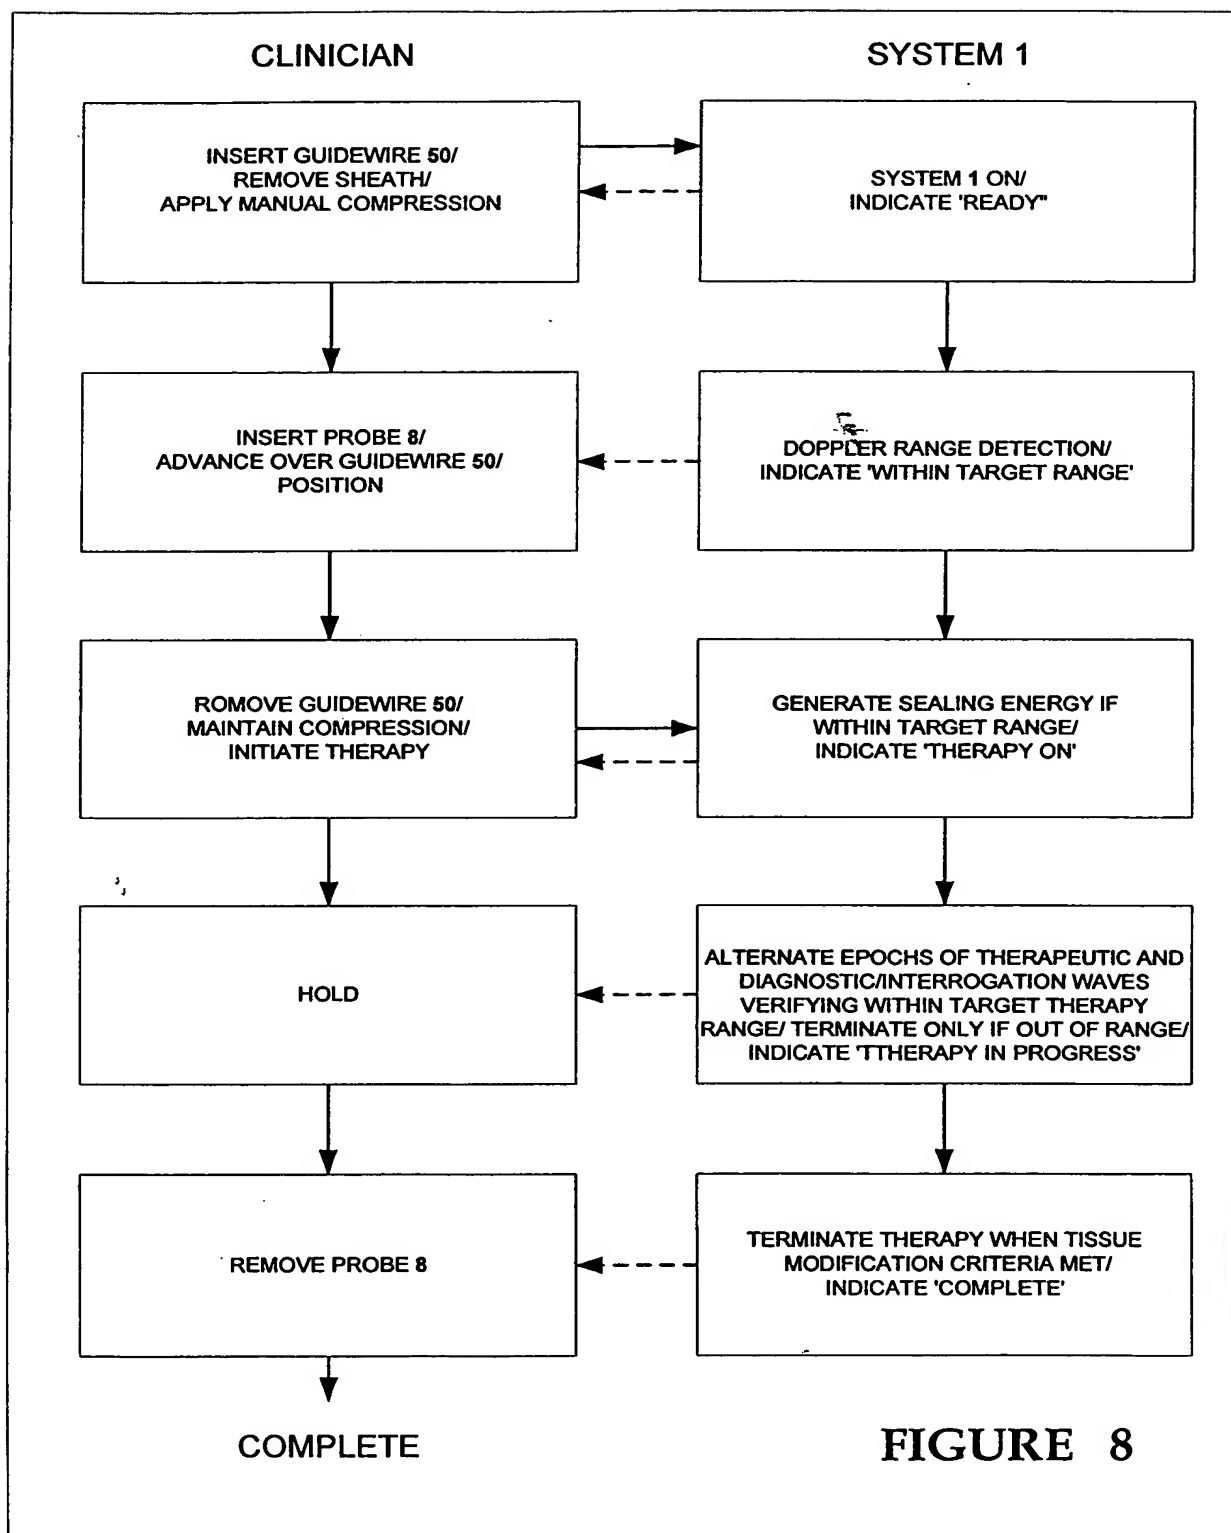 CLINICIAN
SYSTEM 1
INSERT GUIDEWIRE 50/
REMOVE SHEATH/
APPLY MANUAL COMPRESSION
SYSTEM 1 ON/
INDICATE 'READY"
INSERT PROBE 8/
ADVANCE OVER GUIDEWIRE 50/
POSITION
DOPPLER RANGE DETECTION/
INDICATE 'WITHIN TARGET RANGE'
ROMOVE GUIDEWIRE 50/
MAINTAIN COMPRESSION/
INITIATE THERAPY
GENERATE SEALING ENERGY IF
WITHIN TARGET RANGE/
INDICATE 'THERAPY ON'
HOLD
ALTERNATE EPOCHS OF THERAPEUTIC AND
DIAGNOSTIC/INTERROGATION WAVES
VERIFYING WITHIN TARGET THERAPY
RANGE/ TERMINATE ONLY IF OUT OF RANGE/
INDICATE 'TTHERAPY IN PROGRESS'
REMOVE PROBE 8
TERMINATE THERAPY WHEN TISSUE
MODIFICATION CRITERIA MET/
INDICATE 'COMPLETE'
COMPLETE
FIGURE 8